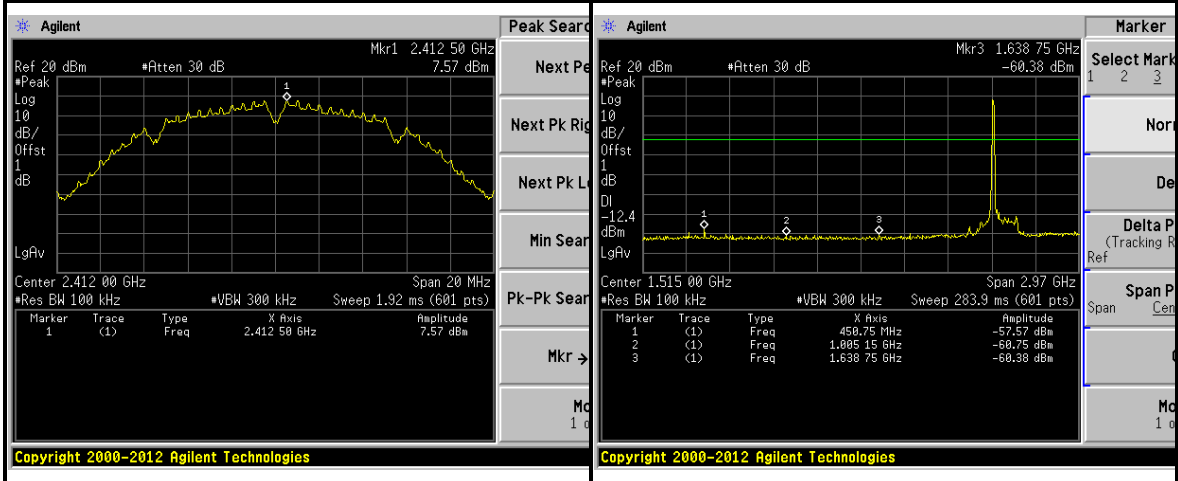 Agilent
Peak Searc
Mkr1 2.412 50 GHz
Ref 20 dBm #Atten 30 dB 7.57 dBm
#Peak
Log
10
dB/
Offst
1
dB
LgAv
1
Center 2.412 00 GHz Span 20 MHz
#Res BW 100 kHz #VBW 300 kHz Sweep 1.92 ms (601 pts)
Marker Trace Type X Axis Amplitude
1 (1) Freq 2.412 50 GHz 7.57 dBm
Next Pe
Next Pk Rig
Next Pk L
Min Sear
Pk-Pk Sear
Mkr →
Mo
1 o
Copyright 2000-2012 Agilent Technologies
Agilent
Marker
Mkr3 1.638 75 GHz
Ref 20 dBm #Atten 30 dB -60.38 dBm
#Peak
Log
10
dB/
Offst
1
dB
DI
-12.4
dBm
LgAv
1 2 3
Center 1.515 00 GHz Span 2.97 GHz
#Res BW 100 kHz #VBW 300 kHz Sweep 283.9 ms (601 pts)
Marker Trace Type X Axis Amplitude
1 (1) Freq 450.75 MHz -57.57 dBm
2 (1) Freq 1.005 15 GHz -60.75 dBm
3 (1) Freq 1.638 75 GHz -60.38 dBm
Select Mark
1 2 3
Nor
De
Delta P
(Tracking R
Ref
Span P
Span Cen
Mo
1 o
Copyright 2000-2012 Agilent Technologies